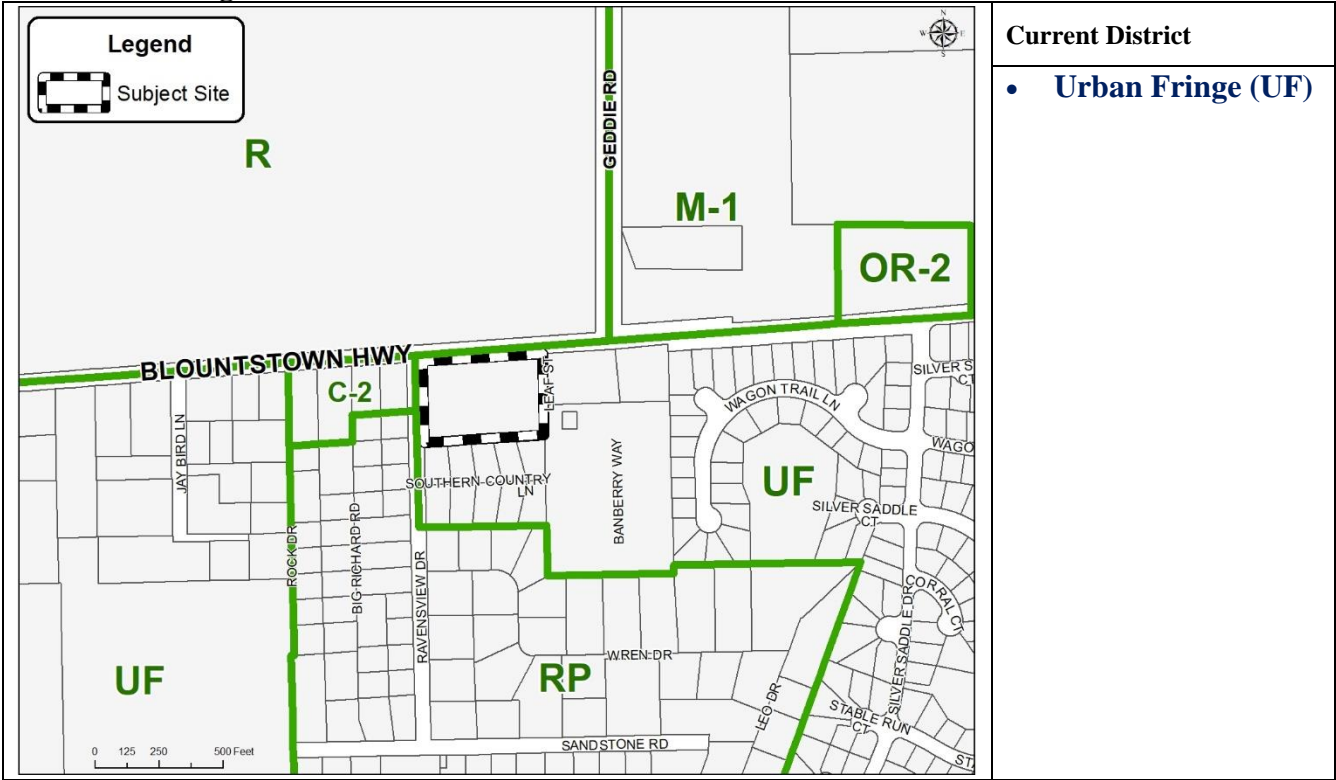 Legend
Subject Site
N
W E
S
R
GEDDIE RD
M-1
OR-2
BLOUNTSTOWN HWY
C-2
LEAF ST
JAY BIRD LN
WAGON TRAIL LN
SILVER S
CT
WAGO
SOUTHERN COUNTRY
LN
BANBERRY WAY
UF
SILVER SADDLE
CT
ROCK DR
BIG RICHARD RD
RAVENSVIEW DR
CORRAL CT
SILVER SADDLE DR
UF
RP
WREN DR
LEO DR
STABLE RUN
CT
STA
SANDSTONE RD
0 125 250 500 Feet
Current District
• Urban Fringe (UF)